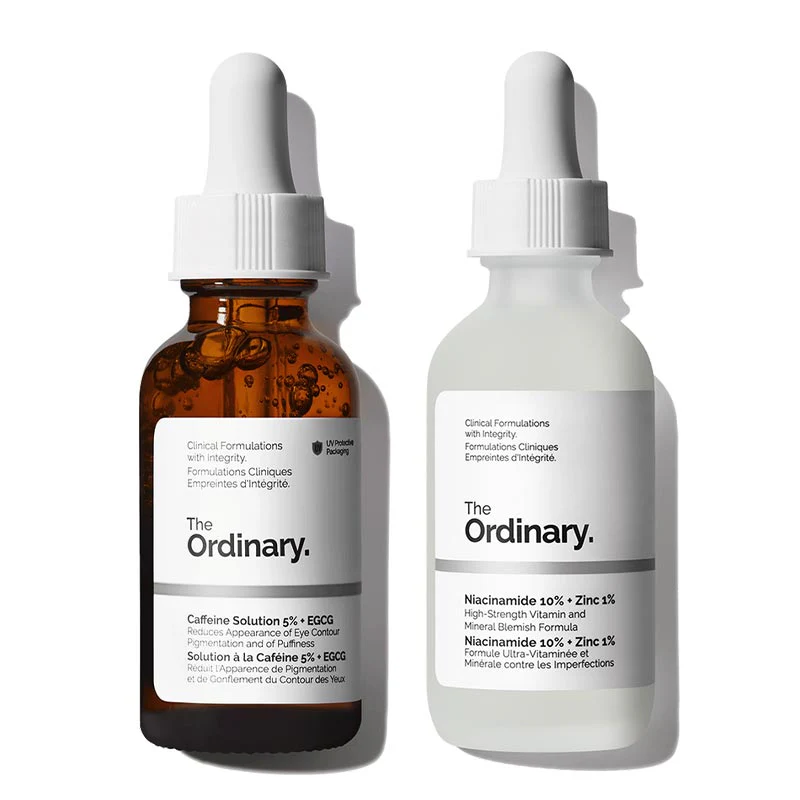 Clinical Formulations
with Integrity.
Formulations Cliniques
Empreintes d'Intégrité.
UV Protective
Packaging
The
Ordinary.
Caffeine Solution 5% + EGCG
Reduces Appearance of Eye Contour
Pigmentation and of Puffiness
Solution à la Caféine 5% + EGCG
Réduit l'Apparence de Pigmentation
et de Gonflement du Contour des Yeux
Clinical Formulations
with Integrity.
Formulations Cliniques
Empreintes d'Intégrité.
The
Ordinary.
Niacinamide 10% + Zinc 1%
High-Strength Vitamin and
Mineral Blemish Formula
Niacinamide 10% + Zinc 1%
Formule Ultra-Vitaminée et
Minérale contre les Imperfections